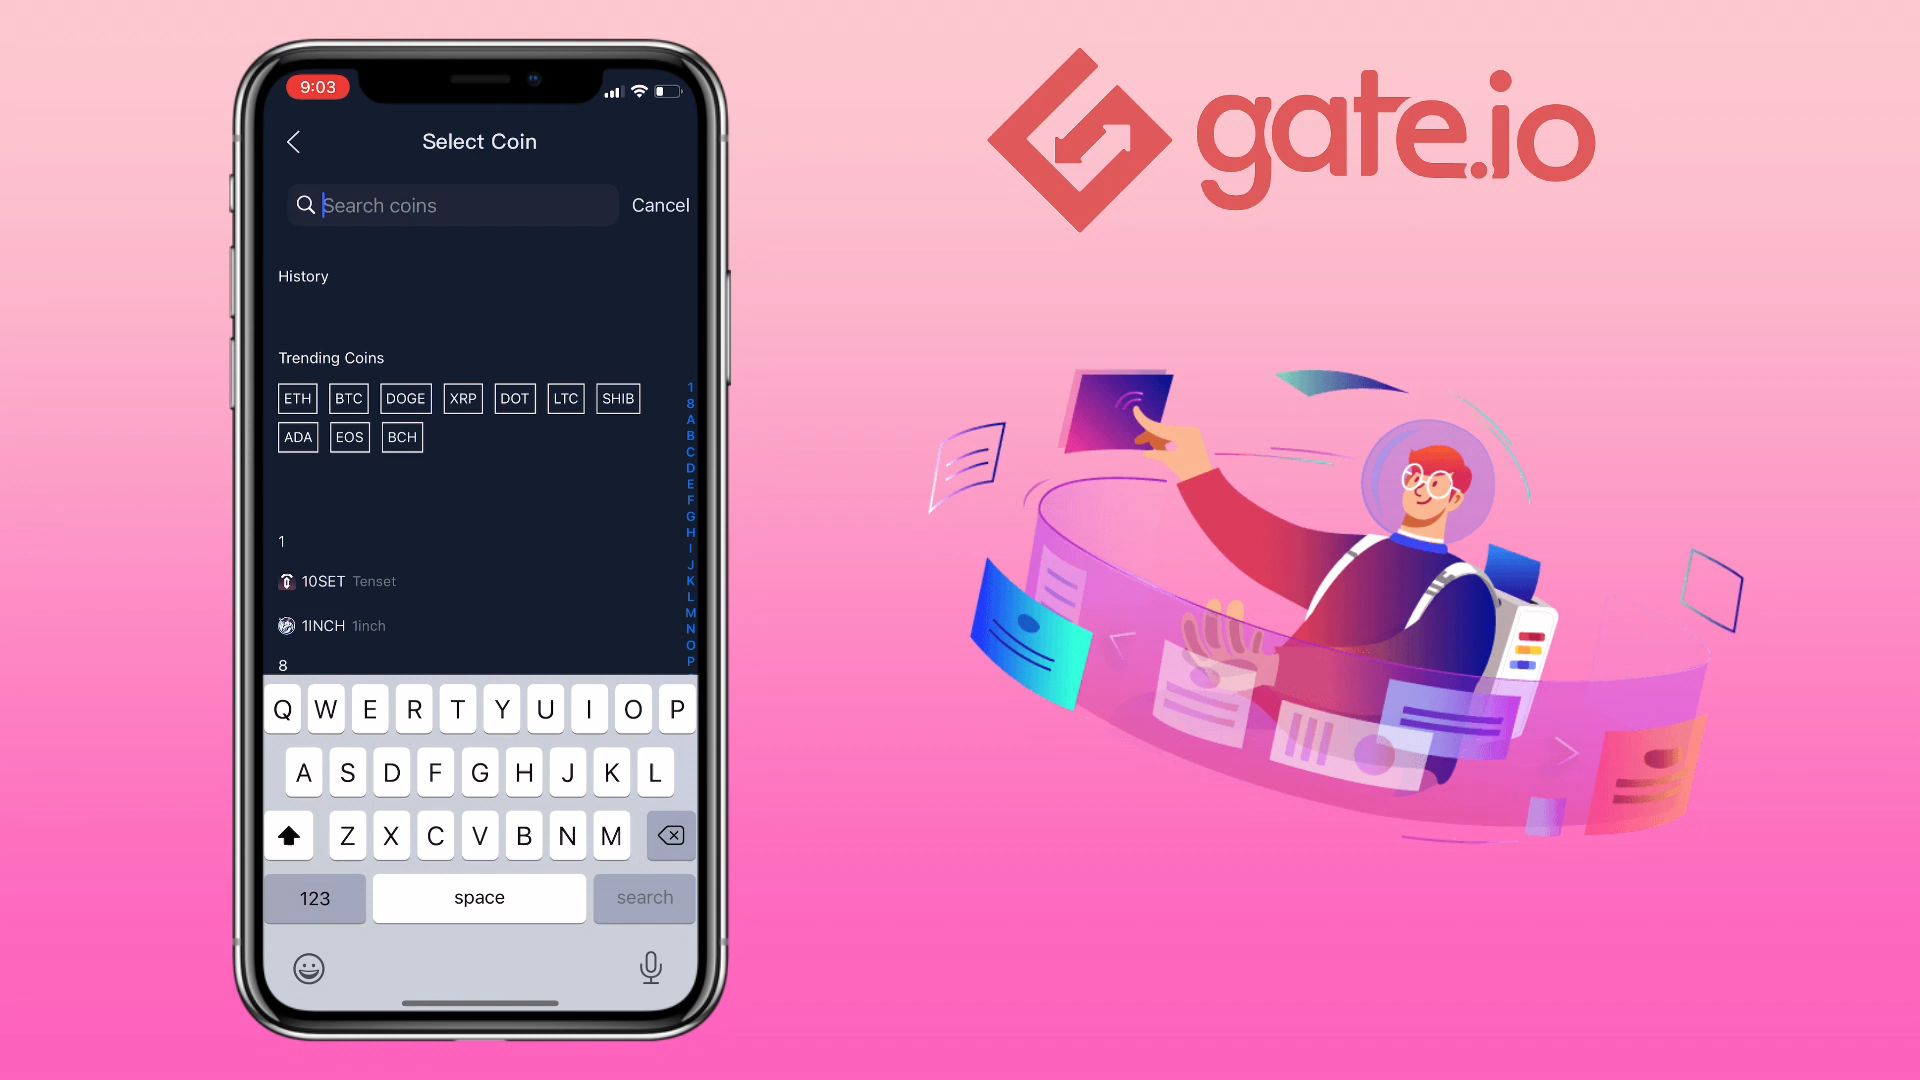 9:03
Select Coin
Search coins
Cancel
History
Trending Coins
ETH BTC DOGE XRP DOT LTC SHIB
ADA EOS BCH
1
10SET Tenset
1INCH 1inch
8
1
8
A
B
C
D
E
F
G
H
I
J
K
L
M
N
O
P
Q W E R T Y U I O P
A S D F G H J K L
Z X C V B N M
123 space search
gate.io